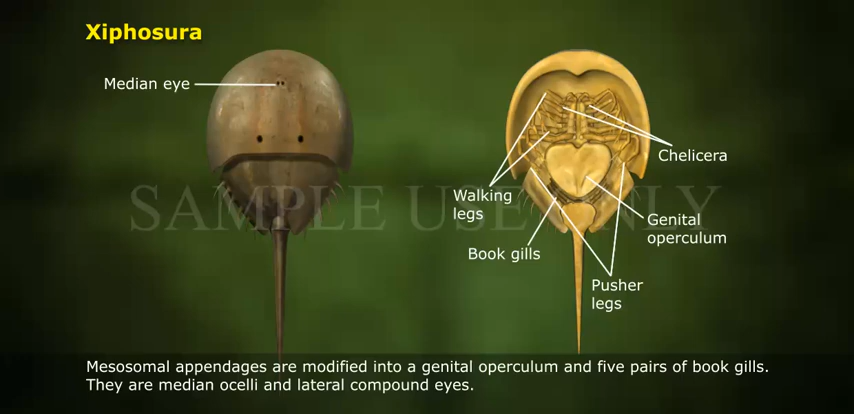 Xiphosura
Median eye
Chelicera
Walking
legs
SAMPLE USE ONLY
Genital
operculum
Book gills
Pusher
legs
Mesosomal appendages are modified into a genital operculum and five pairs of book gills.
They are median ocelli and lateral compound eyes.